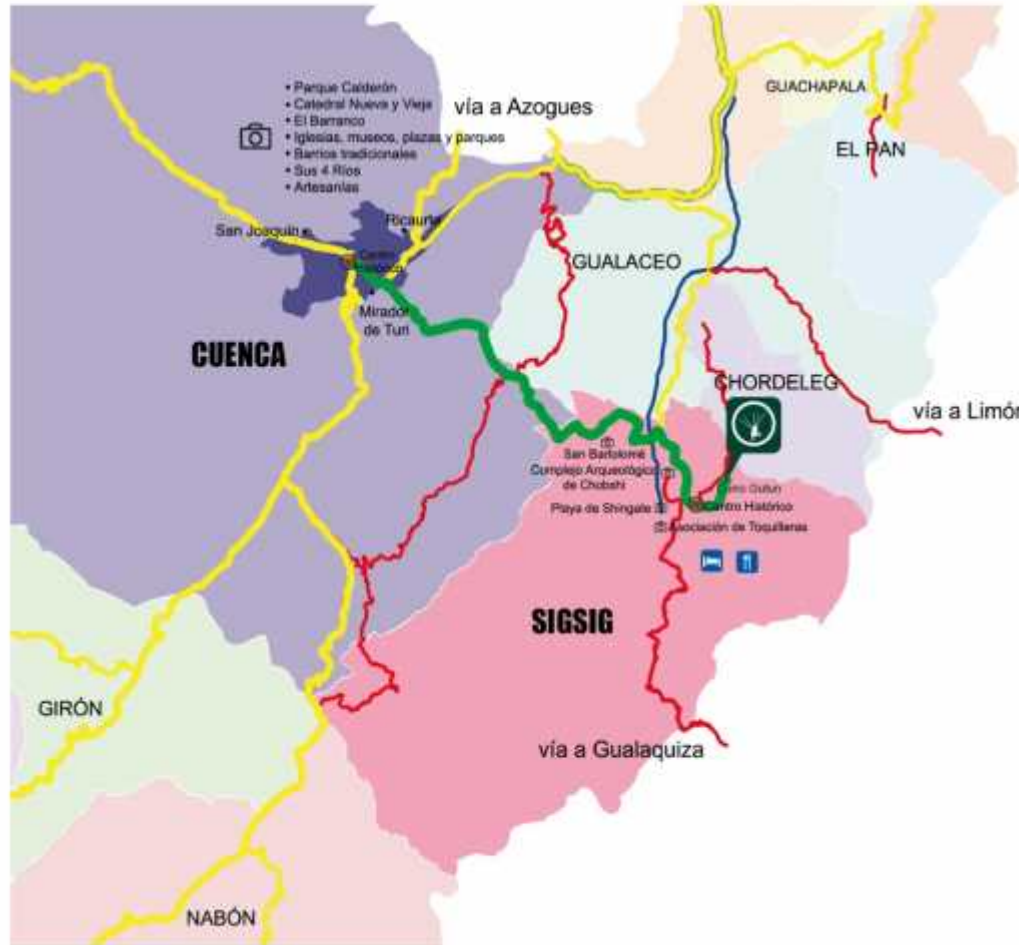 • Parque Calderón
• Catedral Nueva y Vieja
• El Barranco
• Iglesias, museos, plazas y parques
• Barrios tradicionales
• Sus 4 Ríos
• Artesanías
vía a Azogues
GUACHAPALA
EL PAN
San Joaquín
Ricaurte
Centro
Histórico
GUALACEO
Mirador
de Turi
CUENCA
CHORDELEG
vía a Limón
San Bartolomé
Complejo Arqueológico
de Chobshi
Playa de Shingate
Centro Histórico
Asociación de Toquilleras
SIGSIG
GIRÓN
vía a Gualaquiza
NABÓN